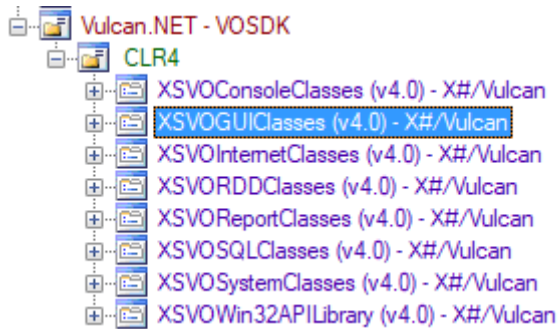 Vulcan.NET - VOSDK
CLR4
XSVOConsoleClasses (v4.0) - X#/Vulcan
XSVOGUIClasses (v4.0) - X#/Vulcan
XSVOInternetClasses (v4.0) - X#/Vulcan
XSVORDDClasses (v4.0) - X#/Vulcan
XSVOReportClasses (v4.0) - X#/Vulcan
XSVOSQLClasses (v4.0) - X#/Vulcan
XSVOSystemClasses (v4.0) - X#/Vulcan
XSVOWin32APILibrary (v4.0) - X#/Vulcan